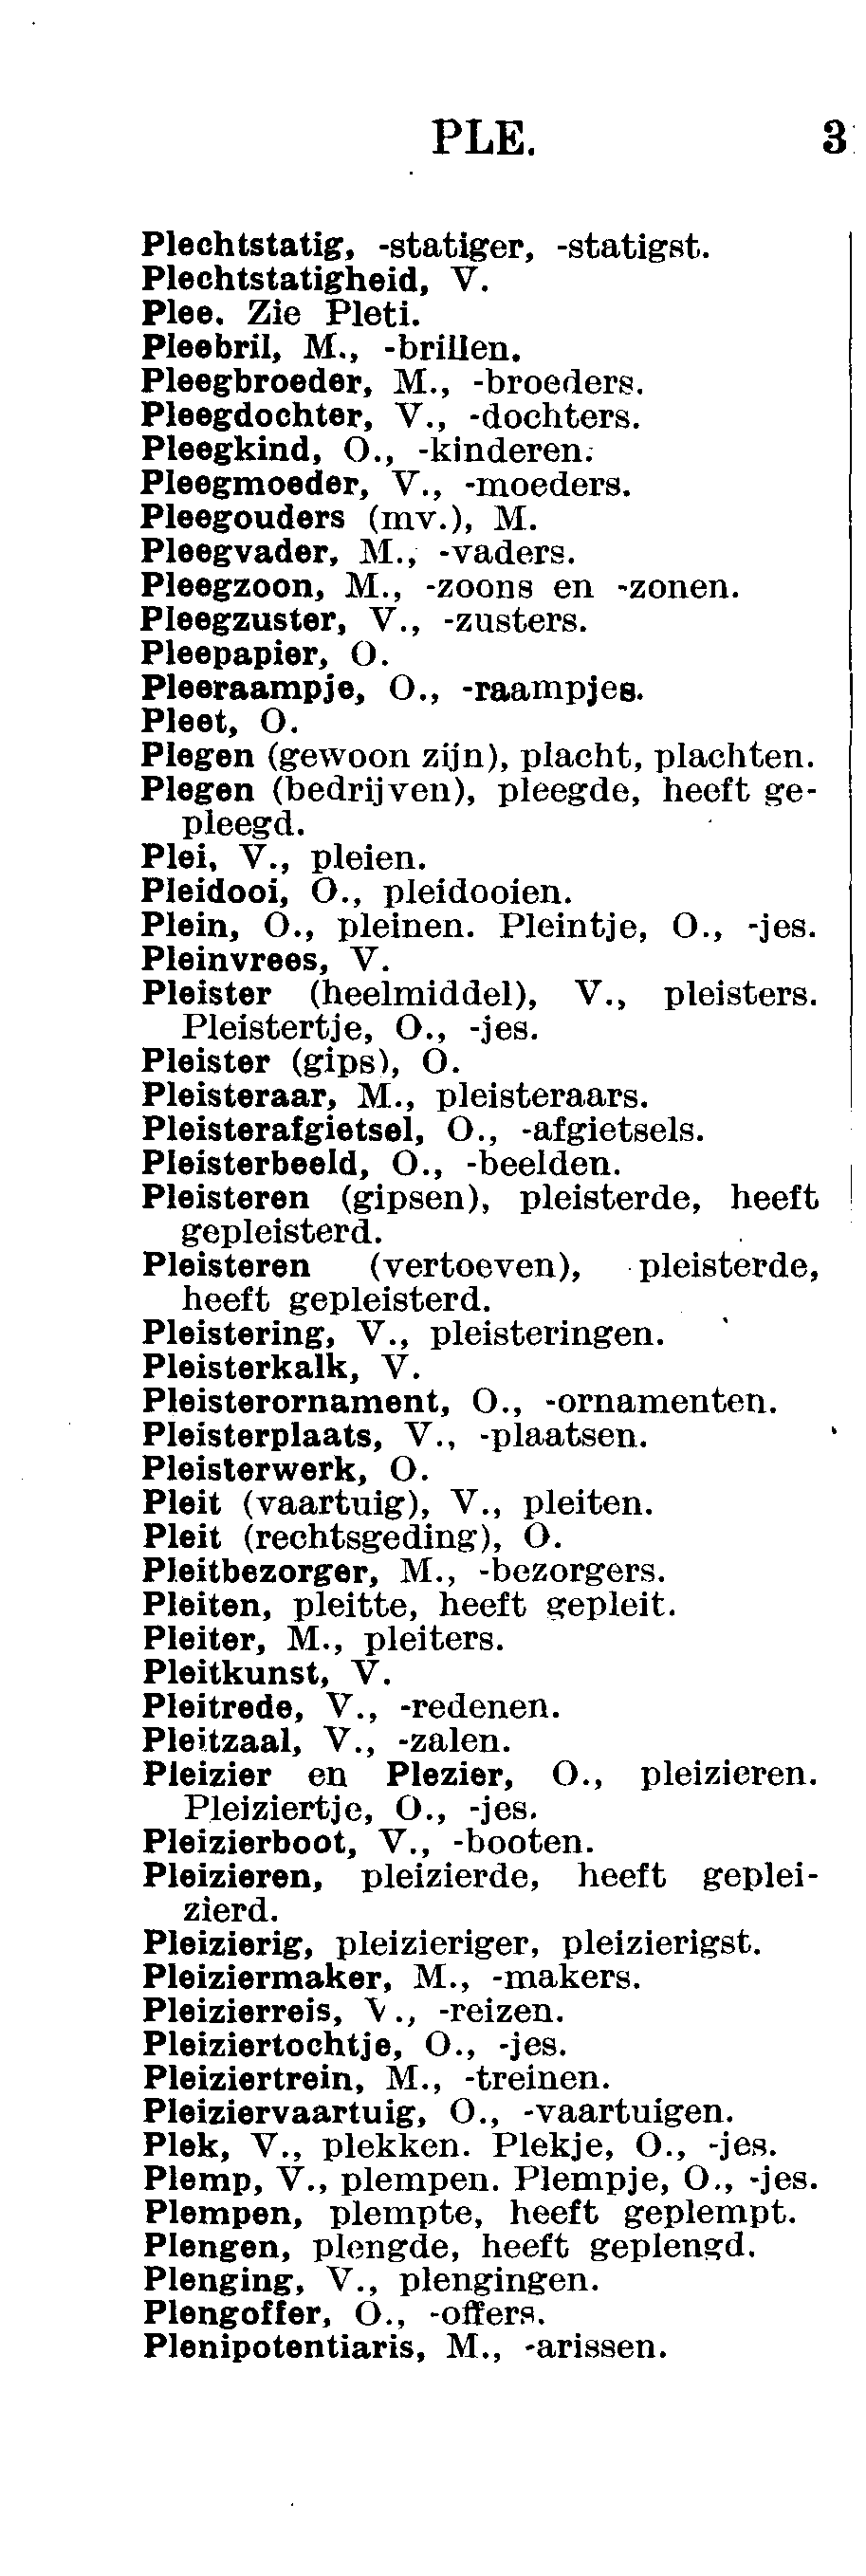 PLE.
Plechtstatig, -statiger, -statigst.
Plechtstatigheid, V.
Plee. Zie Pleti.
Pleebril, M., -brillen.
Pleegbroeder, M., -broeders.
Pleegdochter, V., -dochters.
Pleegkind, O., -kinderen.
Pleegmoeder, V., -moeders.
Pleegouders (mv.), M.
Pleegvader, M., -vaders.
Pleegzoon, M., -zoons en -zonen.
Pleegzuster, V., -zusters.
Pleepapier, O.
Pleeraampje, O., -raampjes.
Pleet, O.
Plegen (gewoon zijn), placht, plachten.
Plegen (bedrijven), pleegde, heeft ge-
pleegd.
Plei, V., pleien.
Pleidooi, O., pleidooien.
Plein, O., pleinen. Pleintje, O., -jes.
Pleinvrees, V.
Pleister (heelmiddel), V., pleisters.
Pleistertje, O., -jes.
Pleister (gips), O.
Pleisteraar, M., pleisteraars.
Pleisterafgietsel, O., -afgietsels.
Pleisterbeeld, O., -beelden.
Pleisteren (gipsen), pleisterde, heeft
gepleisterd.
Pleisteren (vertoeven), pleisterde,
heeft gepleisterd.
Pleistering, V., pleisteringen.
Pleisterkalk, V.
Pleisterornament, O., -ornamenten.
Pleisterplaats, V., -plaatsen.
Pleisterwerk, O.
Pleit (vaartuig), V., pleiten.
Pleit (rechtsgeding), O.
Pleitbezorger, M., -bezorgers.
Pleiten, pleitte, heeft gepleit.
Pleiter, M., pleiters.
Pleitkunst, V.
Pleitrede, V., -redenen.
Pleitzaal, V., -zalen.
Pleizier en Plezier, O., pleizieren.
Pleiziertje, O., -jes.
Pleizierboot, V., -booten.
Pleizieren, pleizierde, heeft geplei-
zierd.
Pleizierig, pleizieriger, pleizierigst.
Pleiziermaker, M., -makers.
Pleizierreis, V., -reizen.
Pleiziertochtje, O., -jes.
Pleiziertrein, M., -treinen.
Pleiziervaartuig, O., -vaartuigen.
Plek, V., plekken. Plekje, O., -jes.
Plemp, V., plempen. Plempje, O., -jes.
Plempen, plempte, heeft geplempt.
Plengen, plengde, heeft geplengd.
Plenging, V., plengingen.
Plengoffer, O., -offers.
Plenipotentiaris, M., -arissen.